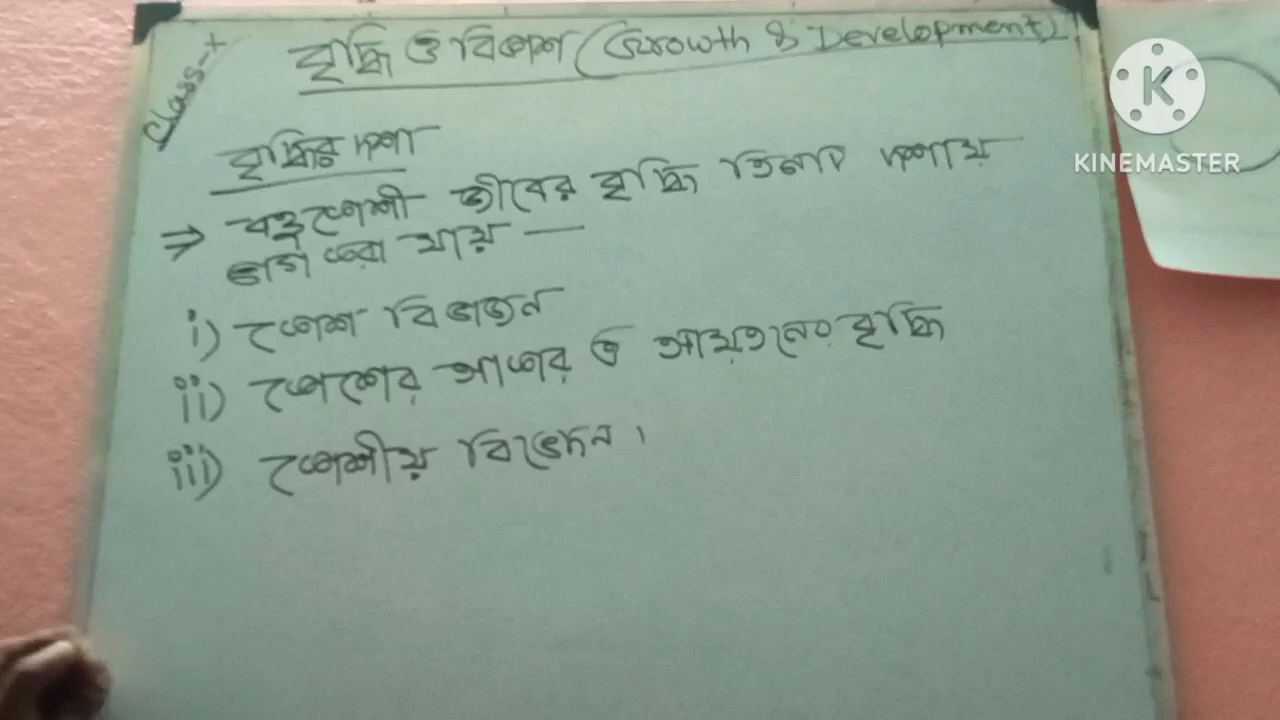 Class-X
বৃদ্ধি ও বিকাশ (Growth & Development)
বৃদ্ধির দশা
⇒ বহুকোশী জীবের বৃদ্ধি তিনটি দশায়
ভাগ করা যায় —
i) কোশ বিভাজন
ii) কোশের আকার ও আয়তনের বৃদ্ধি
iii) কোশীয় বিভেদন।
K
KINEMASTER